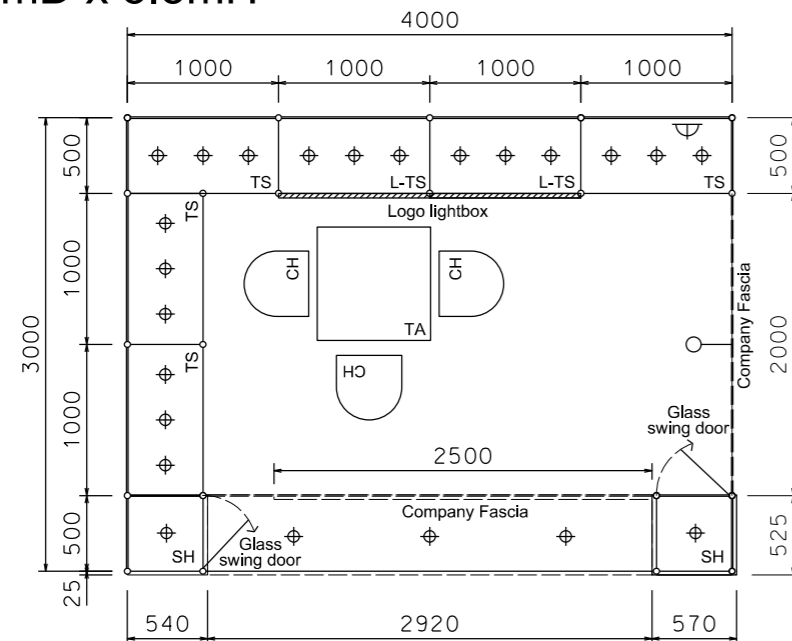 4000
1000 1000 1000 1000
500 500
TS L-TS L-TS TS
Logo lightbox
TS
CH CH
1000
TA
Company Fascia
3000
2000
TS
CH
Glass
swing door
1000
2500
Company Fascia
500
SH
Glass
swing door
SH
525
25
540 2920 570